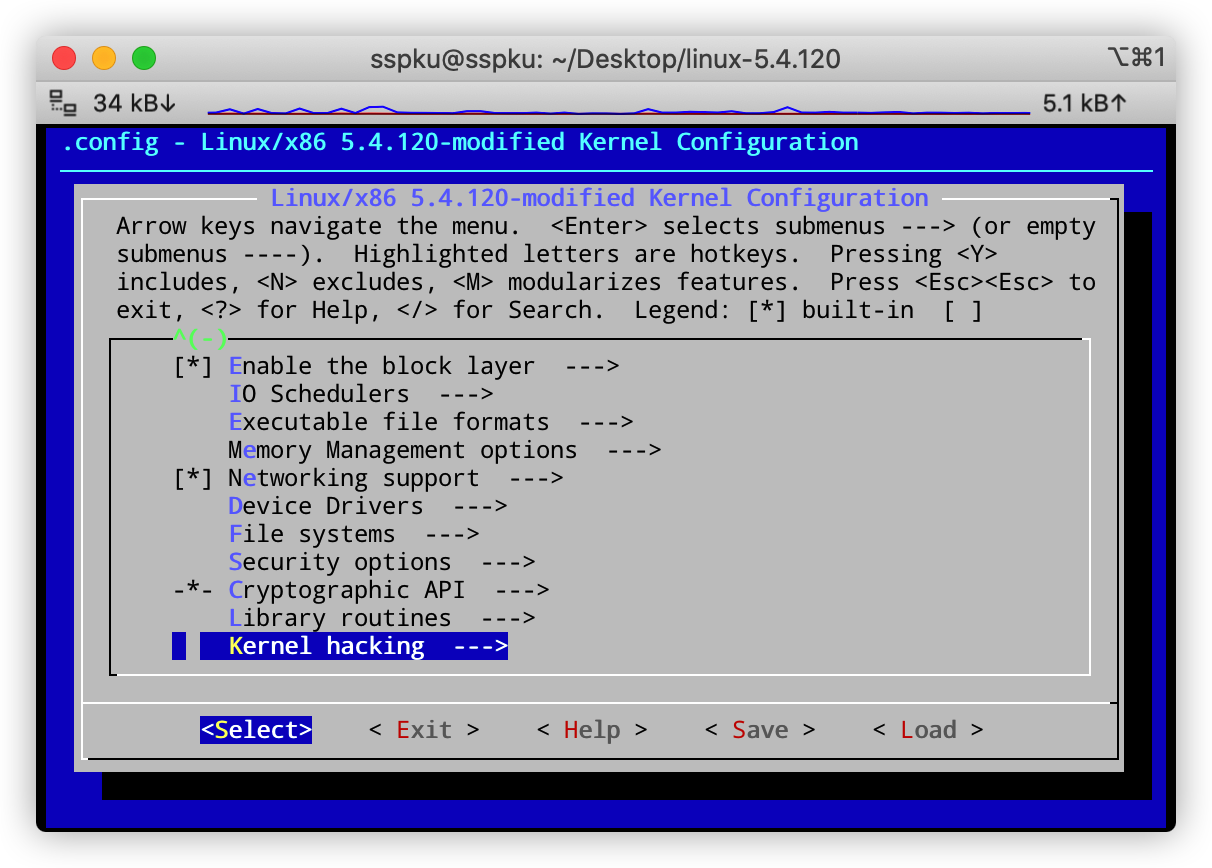 sspku@sspku: ~/Desktop/linux-5.4.120
⌥⌘1
34 kB↓
5.1 kB↑
.config - Linux/x86 5.4.120-modified Kernel Configuration
Linux/x86 5.4.120-modified Kernel Configuration
Arrow keys navigate the menu.  <Enter> selects submenus ---> (or empty
submenus ----).  Highlighted letters are hotkeys.  Pressing <Y>
includes, <N> excludes, <M> modularizes features.  Press <Esc><Esc> to
exit, <?> for Help, </> for Search.  Legend: [*] built-in  [ ]
^(-)
[*] Enable the block layer  --->
IO Schedulers  --->
Executable file formats  --->
Memory Management options  --->
[*] Networking support  --->
Device Drivers  --->
File systems  --->
Security options  --->
-*- Cryptographic API  --->
Library routines  --->
Kernel hacking  --->
<Select>    < Exit >    < Help >    < Save >    < Load >